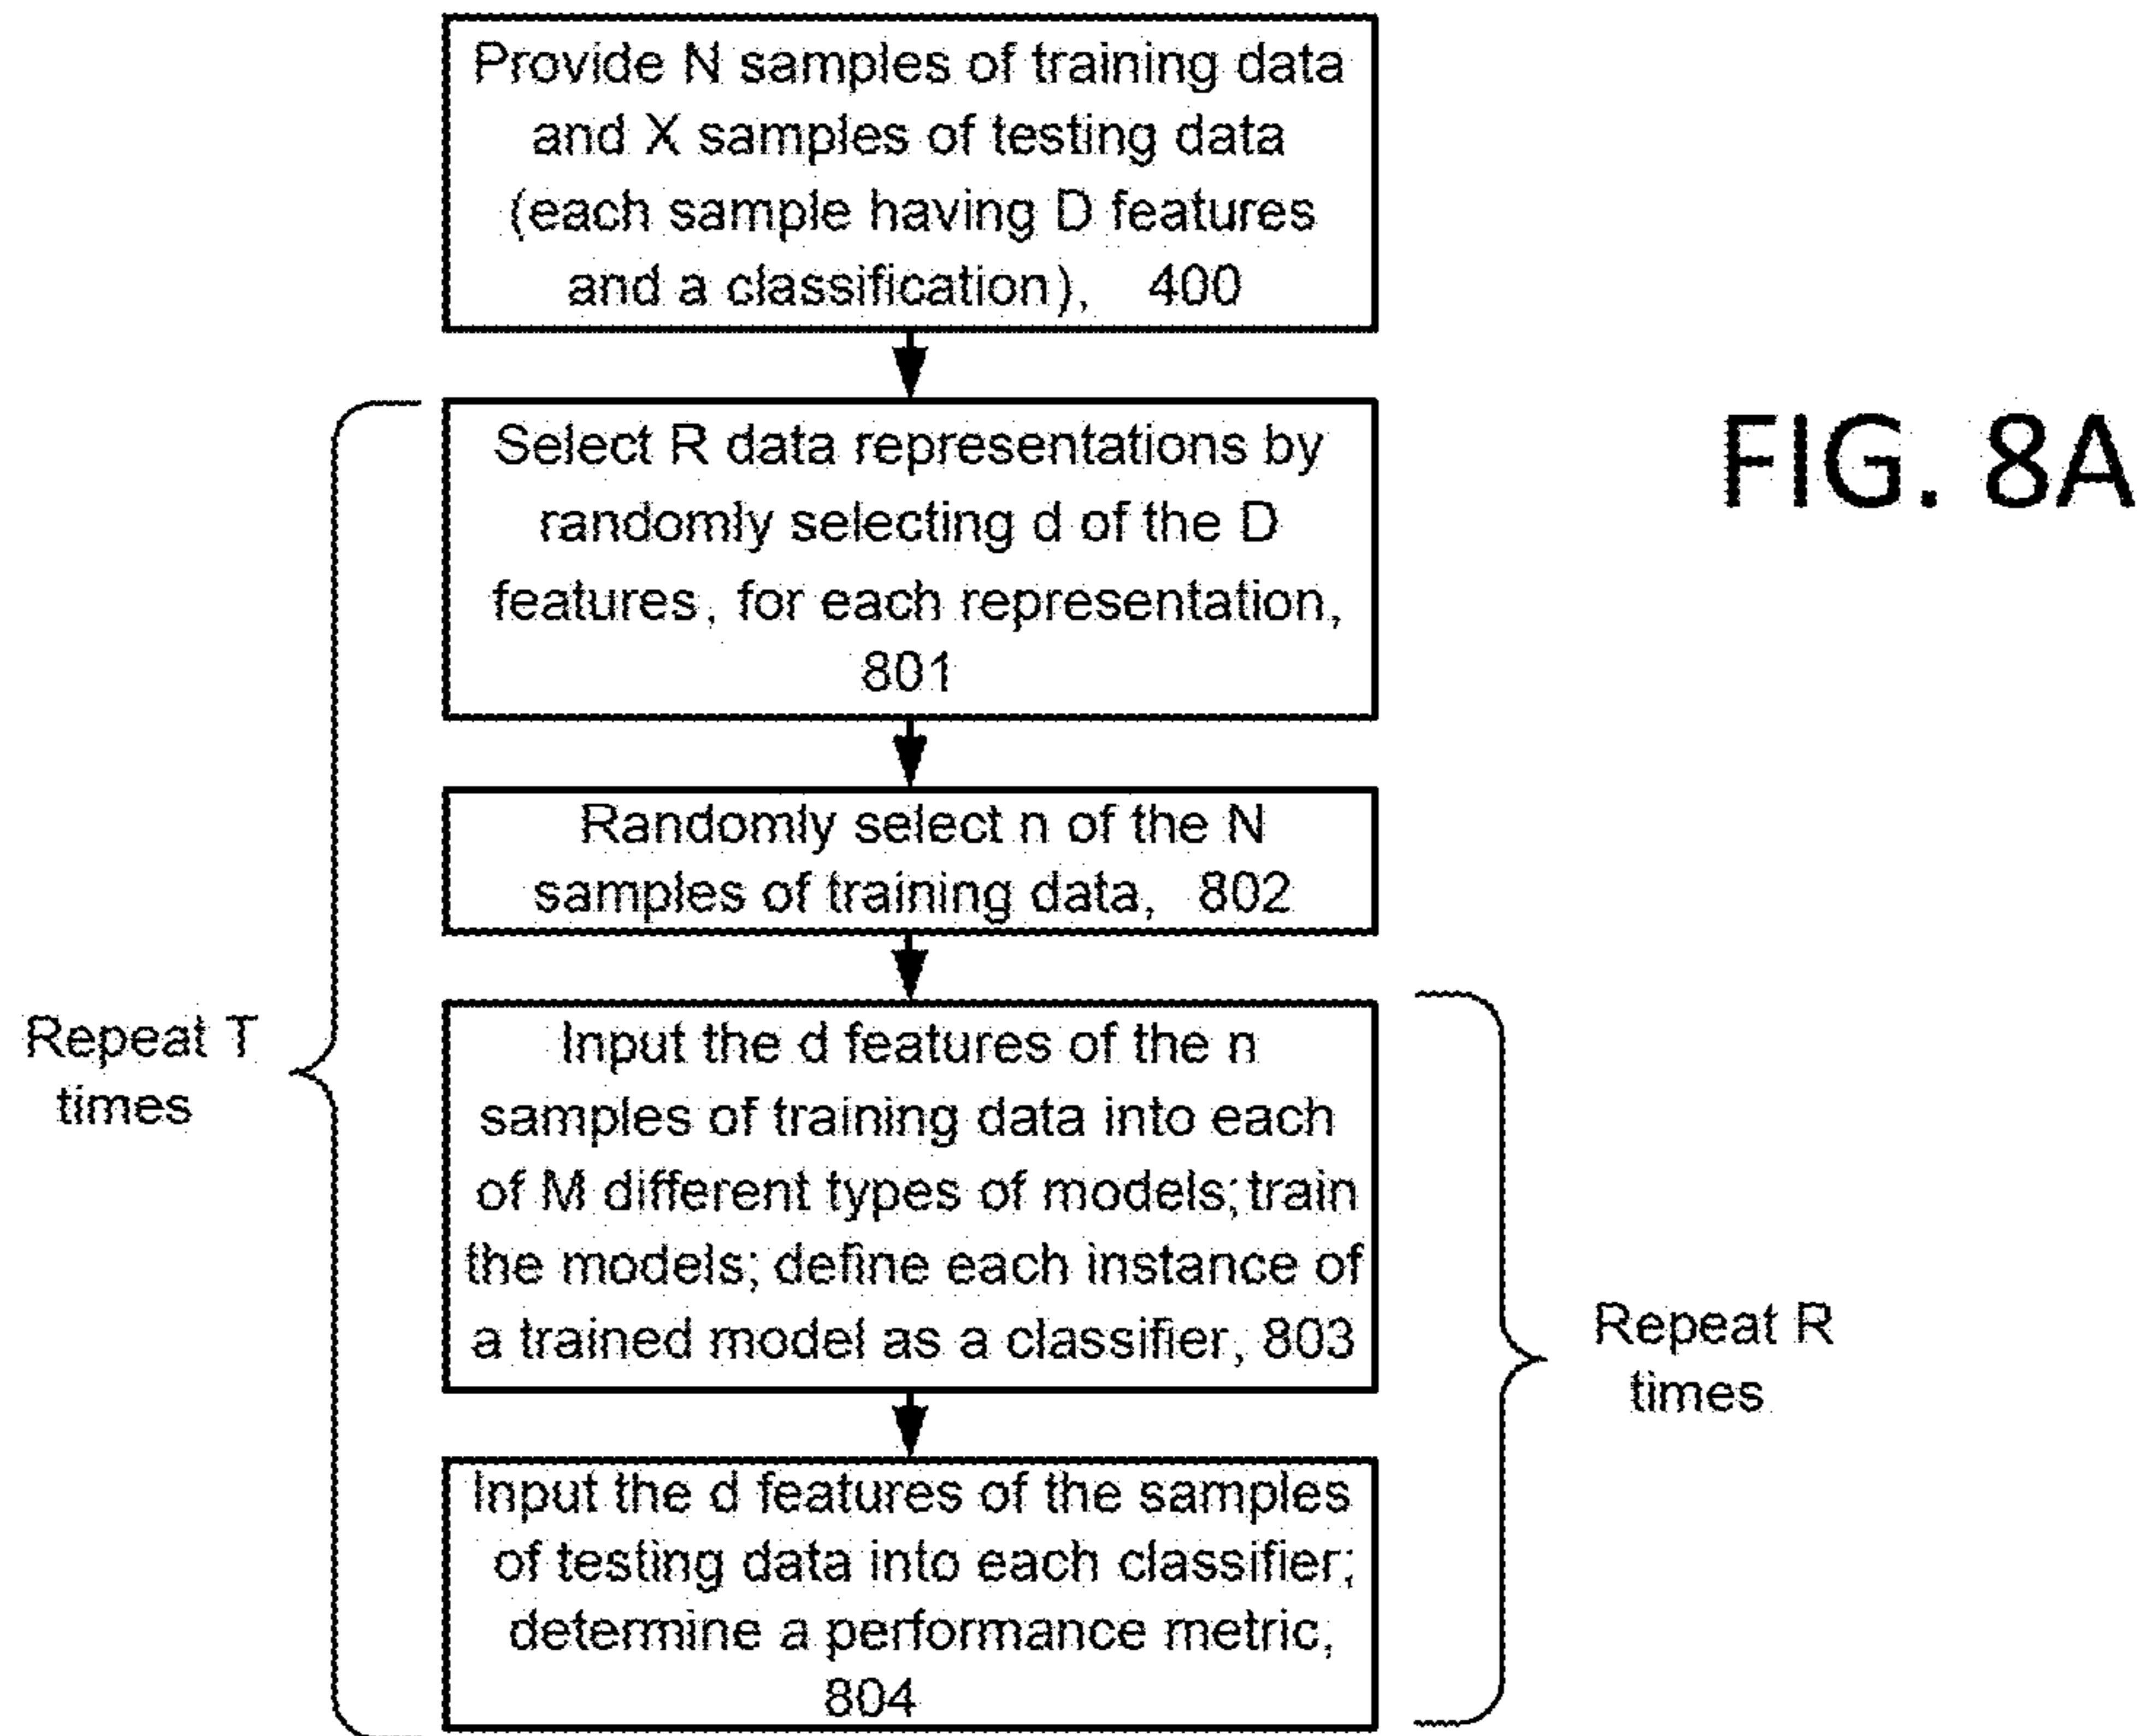 Provide N samples of training data
and X samples of testing data
(each sample having D features
and a classification), 400
FIG. 8A
Select R data representations by
randomly selecting d of the D
features, for each representation,
801
Randomly select n of the N
samples of training data, 802
Repeat T
times
Input the d features of the n
samples of training data into each
of M different types of models; train
the models; define each instance of
a trained model as a classifier, 803
Repeat R
times
Input the d features of the samples
of testing data into each classifier;
determine a performance metric,
804